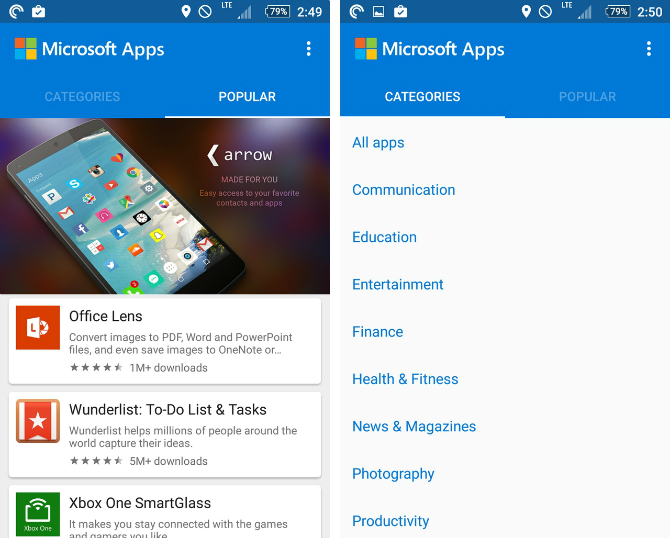 LTE
79%
2:49
Microsoft Apps
CATEGORIES
POPULAR
arrow
MADE FOR YOU
Easy access to your favorite
contacts and apps
Apps
Office Lens
Convert images to PDF, Word and PowerPoint
files, and even save images to OneNote or...
1M+ downloads
Wunderlist: To-Do List & Tasks
Wunderlist helps millions of people around the
world capture their ideas.
5M+ downloads
Xbox One
Xbox One SmartGlass
It makes you stay connected with the games
and gamers you like.
LTE
79%
2:50
Microsoft Apps
CATEGORIES
POPULAR
All apps
Communication
Education
Entertainment
Finance
Health & Fitness
News & Magazines
Photography
Productivity